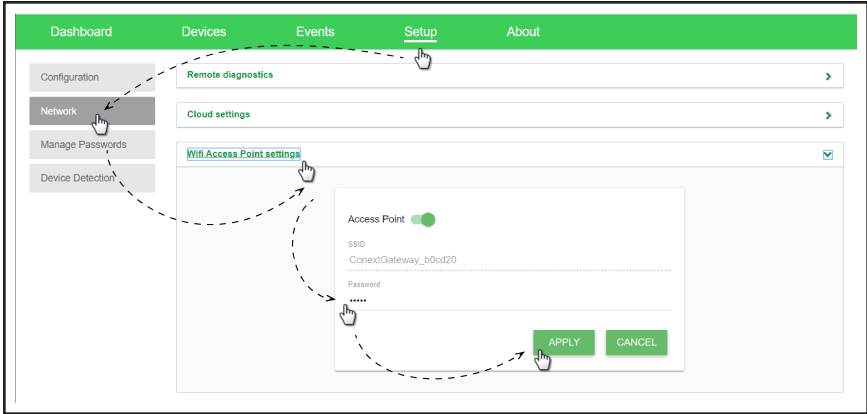 Dashboard Devices Events Setup About
Configuration
Network
Manage Passwords
Device Detection
Remote diagnostics
Cloud settings
Wifi Access Point settings
Access Point
SSID
ConextGateway_b0cd20
Password
•••••
APPLY CANCEL